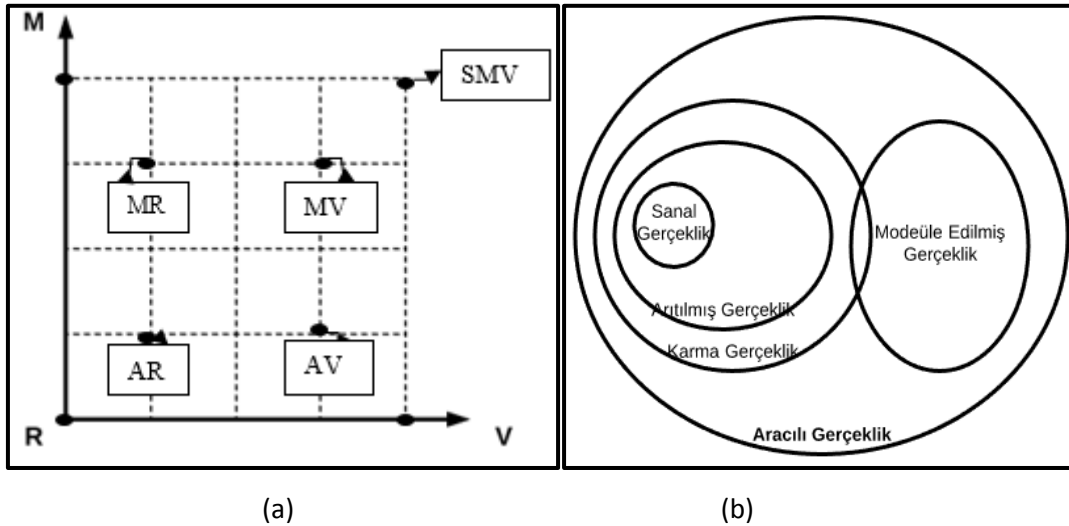 M
SMV
MR
MV
AR
AV
R
V
(a)
Sanal
Gerçeklik
Modeüle Edilmiş
Gerçeklik
Arıtılmış Gerçeklik
Karma Gerçeklik
Aracılı Gerçeklik
(b)